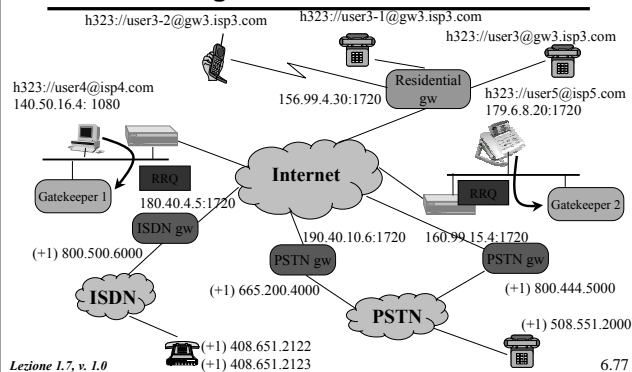 h323://user3-2@gw3.isp3.com
h323://user3-1@gw3.isp3.com
h323://user3@gw3.isp3.com
h323://user4@isp4.com
140.50.16.4: 1080
156.99.4.30:1720
Residential
gw
h323://user5@isp5.com
179.6.8.20:1720
Gatekeeper 1
RRQ
180.40.4.5:1720
Internet
RRQ
Gatekeeper 2
ISDN gw
(+1) 800.500.6000
190.40.10.6:1720
160.99.15.4:1720
PSTN gw
PSTN gw
(+1) 665.200.4000
(+1) 800.444.5000
ISDN
PSTN
(+1) 508.551.2000
(+1) 408.651.2122
(+1) 408.651.2123
Lezione 1.7, v. 1.0
6.77